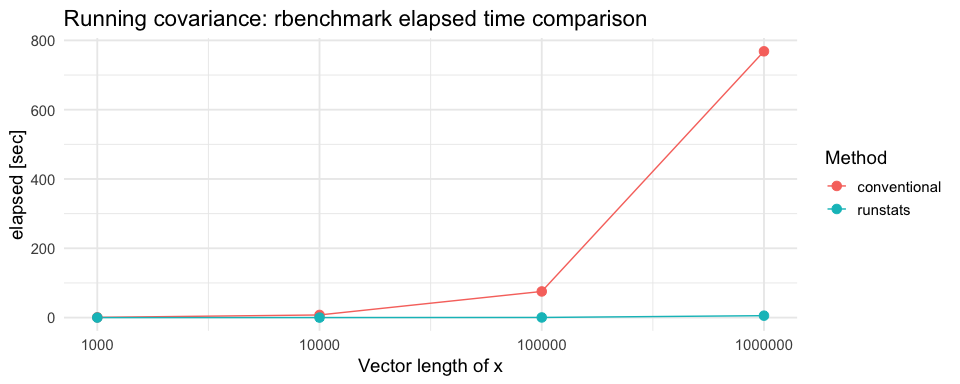 Running covariance: rbenchmark elapsed time comparison
elapsed [sec]
800
600
400
200
0
1000 10000 100000 1000000
Vector length of x
Method
conventional
runstats